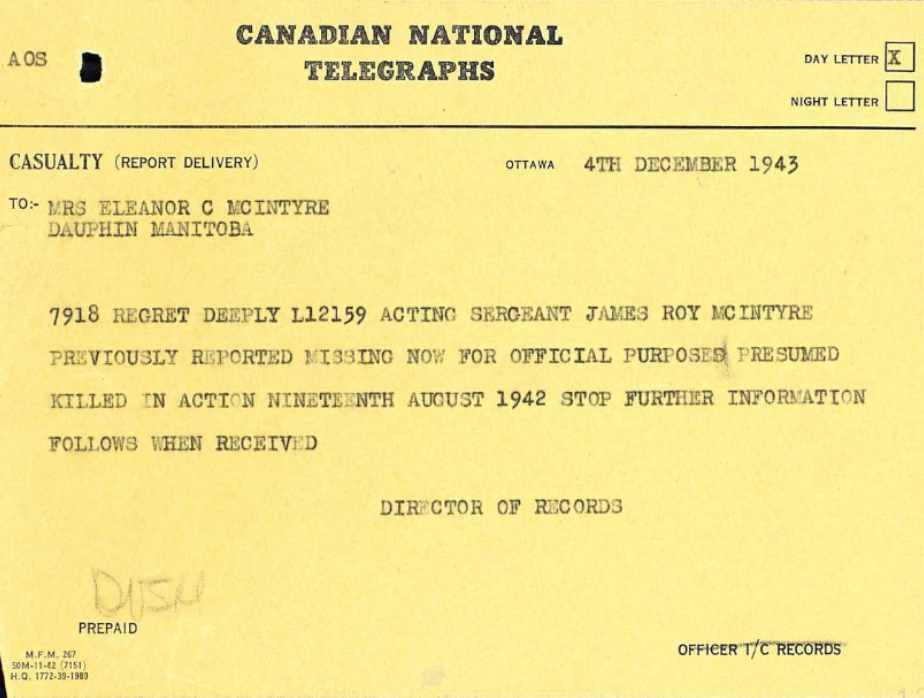 CANADIAN NATIONAL
TELEGRAPHS
AOS
DAY LETTER X
NIGHT LETTER
CASUALTY (REPORT DELIVERY) OTTAWA 4TH DECEMBER 1943
TO:- MRS ELEANOR C MCINTYRE
DAUPHIN MANITOBA
7918 REGRET DEEPLY L12159 ACTING SERGEANT JAMES ROY MCINTYRE
PREVIOUSLY REPORTED MISSING NOW FOR OFFICIAL PURPOSES PRESUMED
KILLED IN ACTION NINETEENTH AUGUST 1942 STOP FURTHER INFORMATION
FOLLOWS WHEN RECEIVED
DIRECTOR OF RECORDS
PREPAID
OFFICER I/C RECORDS
M.F.M. 267
50M-11-42 (7151)
H.Q. 1772-39-1989